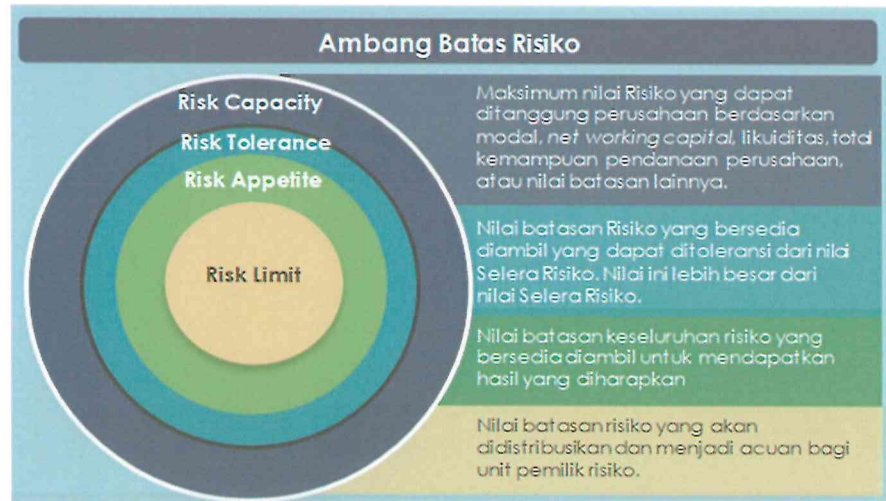 Ambang Batas Risiko
Risk Capacity
Risk Tolerance
Risk Appetite
Risk Limit
Maksimum nilai Risiko yang dapat
ditanggung perusahaan berdasarkan
modal, net working capital, likuiditas, total
kemampuan pendanaan perusahaan,
atau nilai batasan lainnya.
Nilai batasan Risiko yang bersedia
diambil yang dapat ditoleransi dari nilai
Selera Risiko. Nilai ini lebih besar dari
nilai Selera Risiko.
Nilai batasan keseluruhan risiko yang
bersedia diambil untuk mendapatkan
hasil yang diharapkan
Nilai batasan risiko yang akan
didistribusikan dan menjadi acuan bagi
unit pemilik risiko.